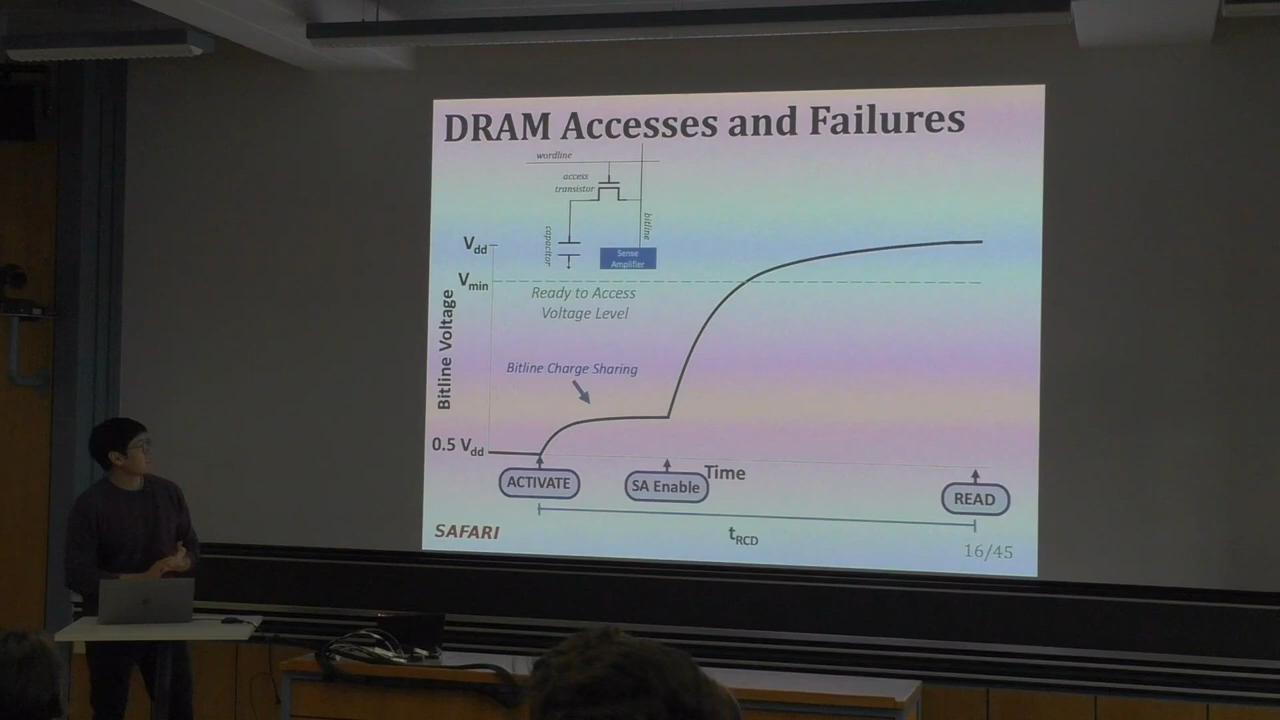 DRAM Accesses and Failures
wordline
access
transistor
capacitor
bitline
Sense
Amplifier
Vdd
Vmin
Ready to Access
Voltage Level
Bitline Voltage
Bitline Charge Sharing
0.5 Vdd
ACTIVATE
SA Enable
Time
READ
tRCD
SAFARI
16/45